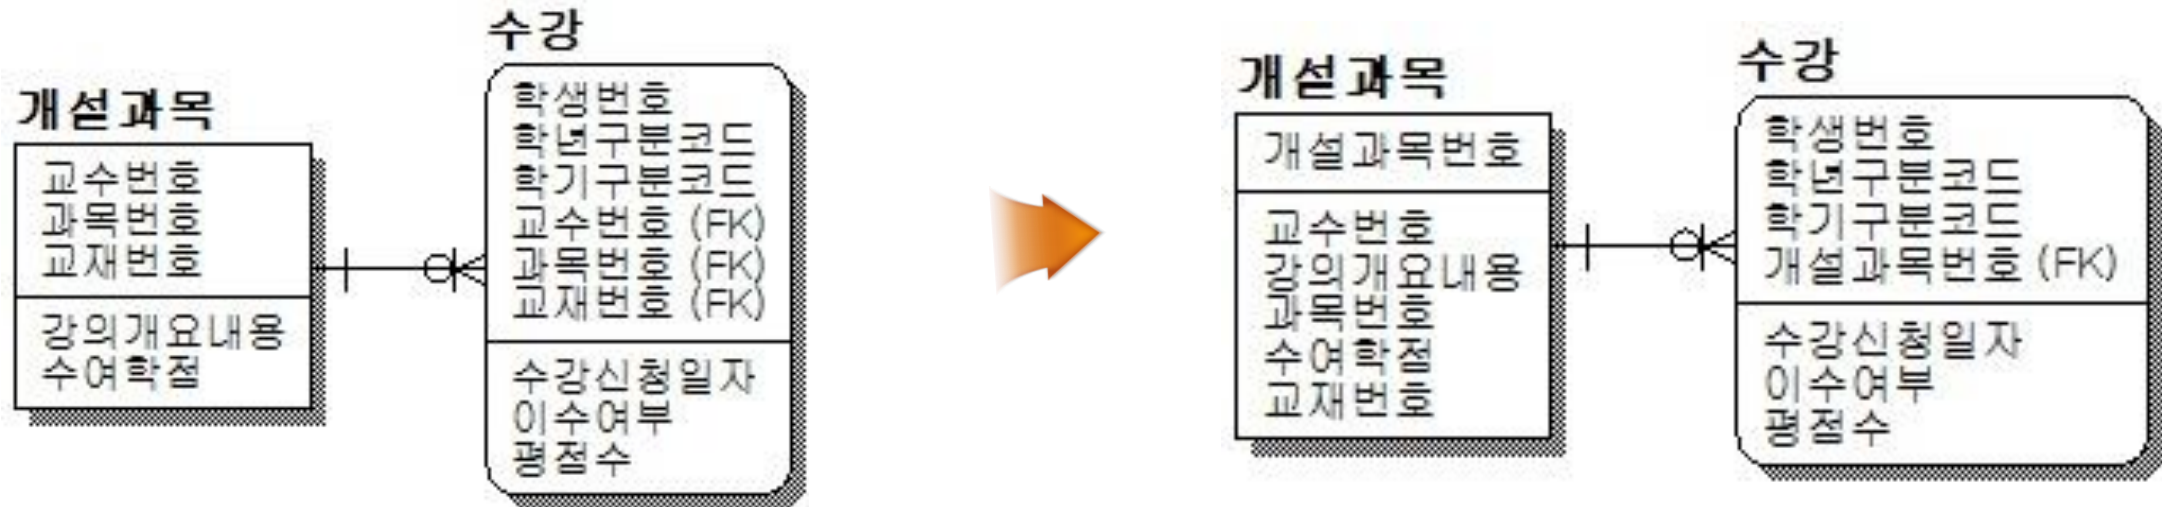 개설과목
교수번호
과목번호
교재번호
강의개요내용
수여학점
수강
학생번호
학년구분코드
학기구분코드
교수번호 (FK)
과목번호 (FK)
교재번호 (FK)
수강신청일자
이수여부
평점수
개설과목
개설과목번호
교수번호
강의개요내용
과목번호
수여학점
교재번호
수강
학생번호
학년구분코드
학기구분코드
개설과목번호 (FK)
수강신청일자
이수여부
평점수